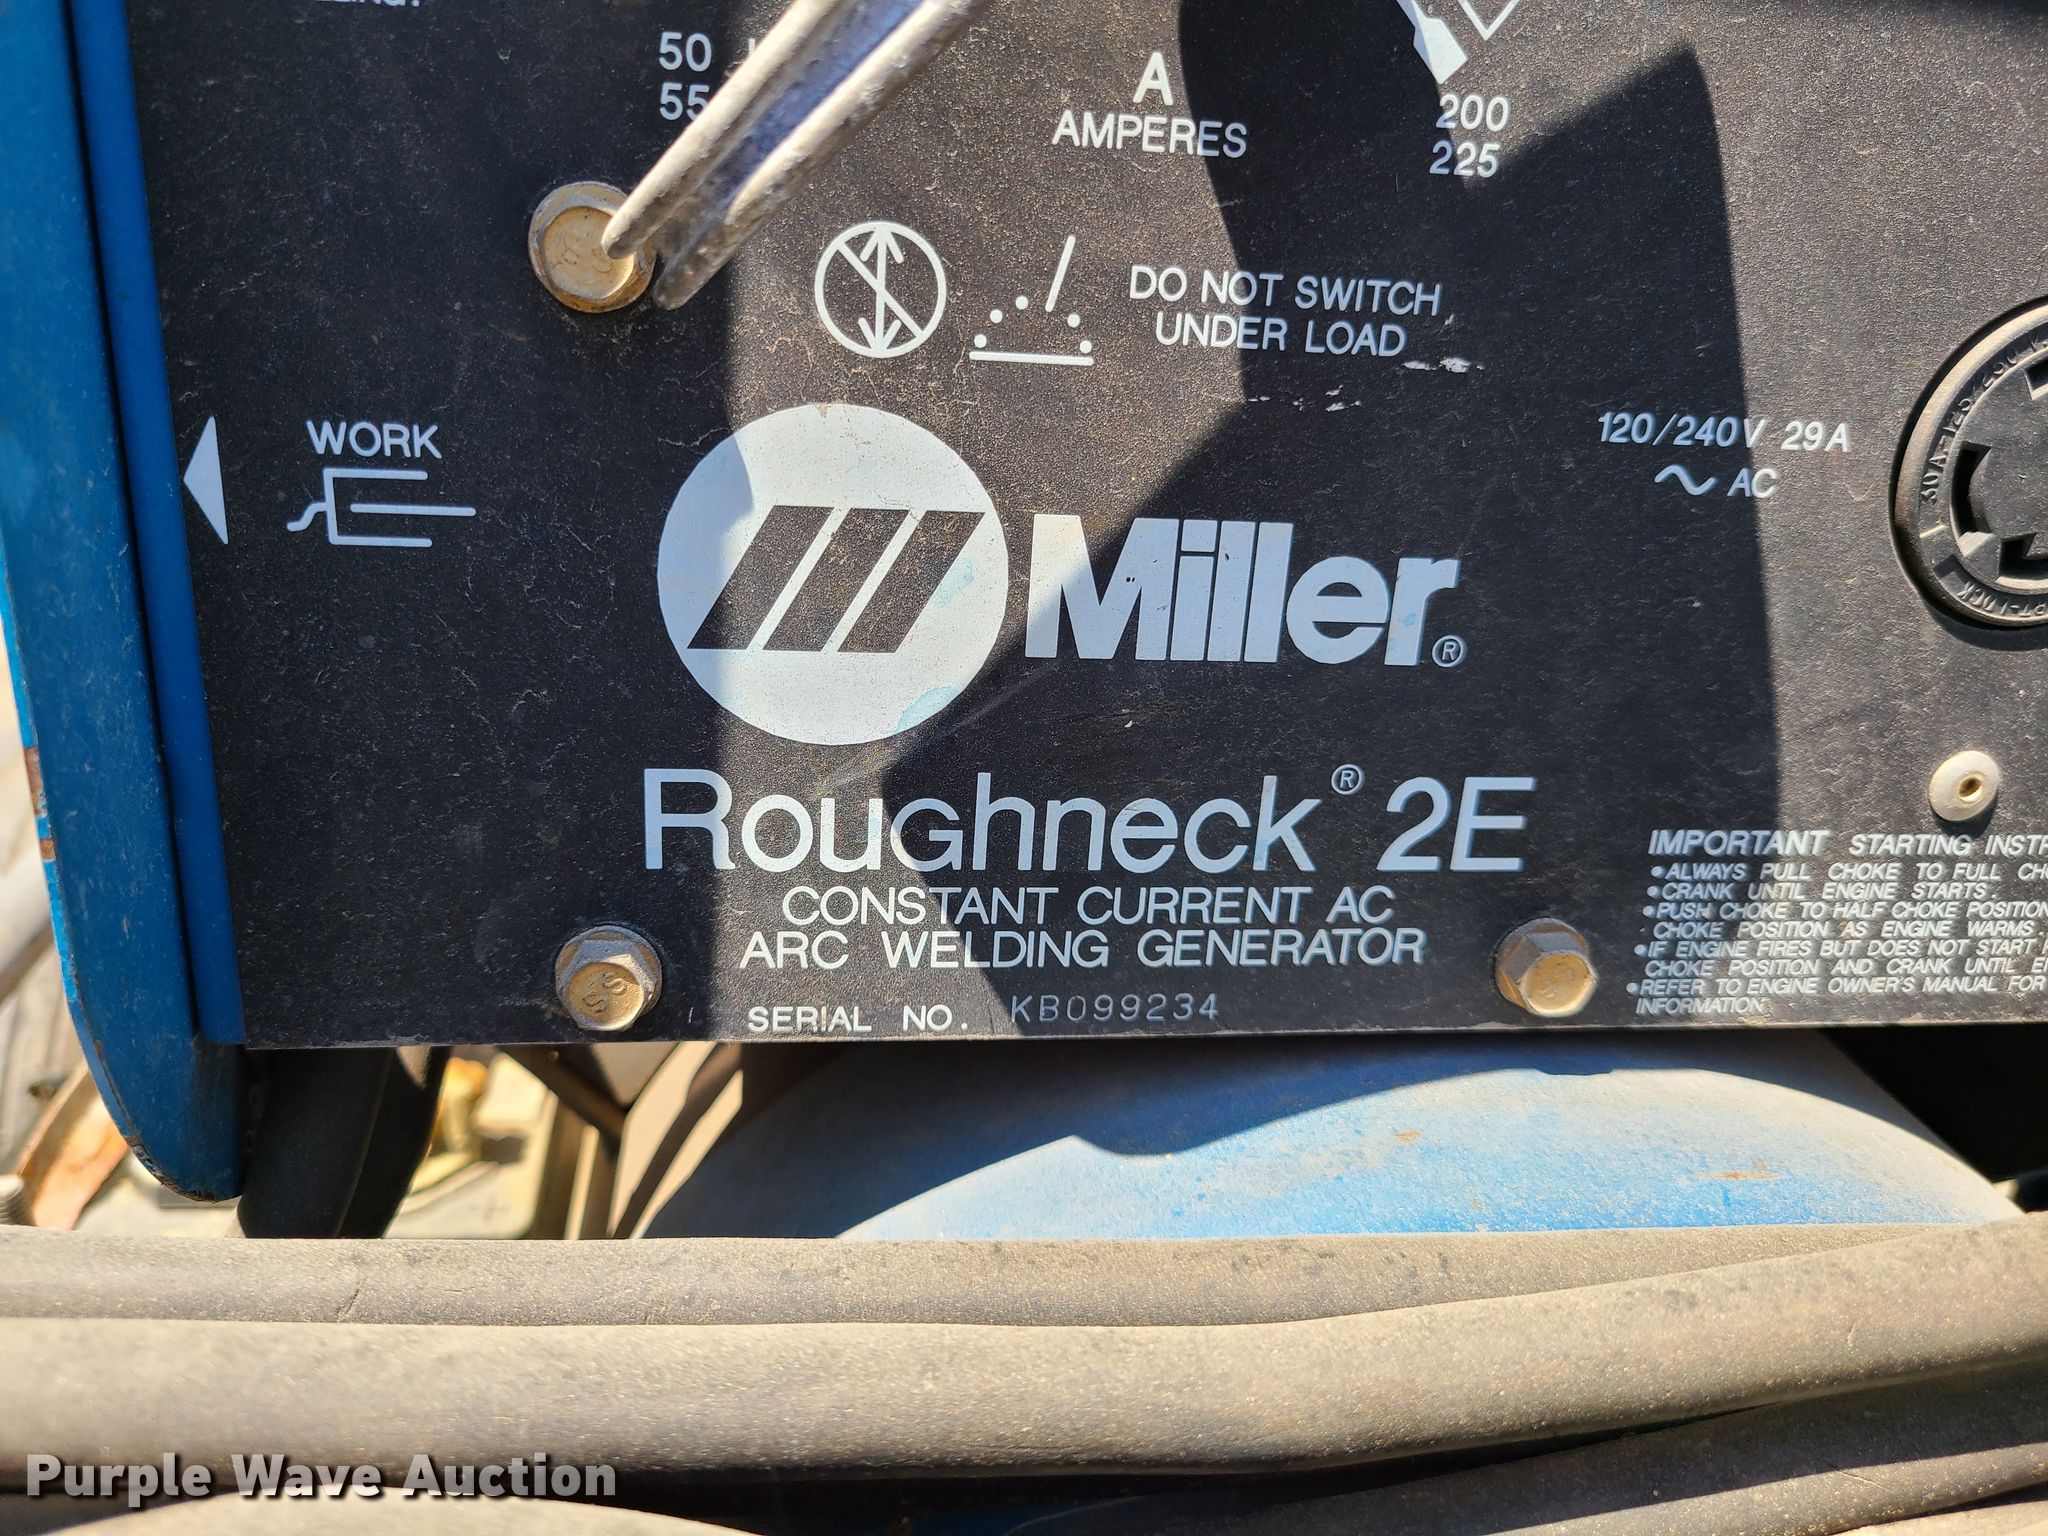 50
55
A
AMPERES
200
225
DO NOT SWITCH
UNDER LOAD
WORK
120/240V 29A
AC
Miller®
Roughneck® 2E
CONSTANT CURRENT AC
ARC WELDING GENERATOR
SERIAL NO. KB099234
IMPORTANT STARTING
•ALWAYS PULL CHOKE TO FULL
•CRANK UNTIL ENGINE STARTS.
•PUSH CHOKE TO HALF CHOKE POSITION
CHOKE POSITION AS ENGINE WARMS.
•IF ENGINE FIRES BUT DOES NOT START
CHOKE POSITION AND CRANK UNTIL
•REFER TO ENGINE OWNER'S MANUAL FOR
INFORMATION
Purple Wave Auction